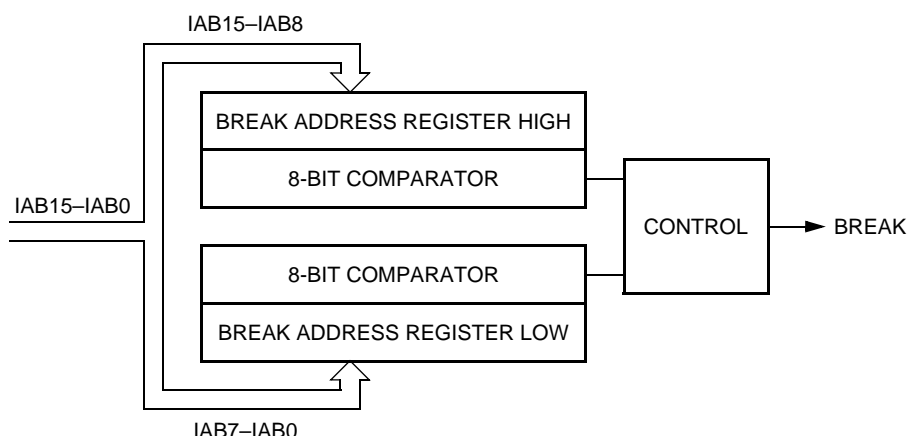 IAB15–IAB8
BREAK ADDRESS REGISTER HIGH
8-BIT COMPARATOR
IAB15–IAB0
CONTROL
BREAK
8-BIT COMPARATOR
BREAK ADDRESS REGISTER LOW
IAB7–IAB0